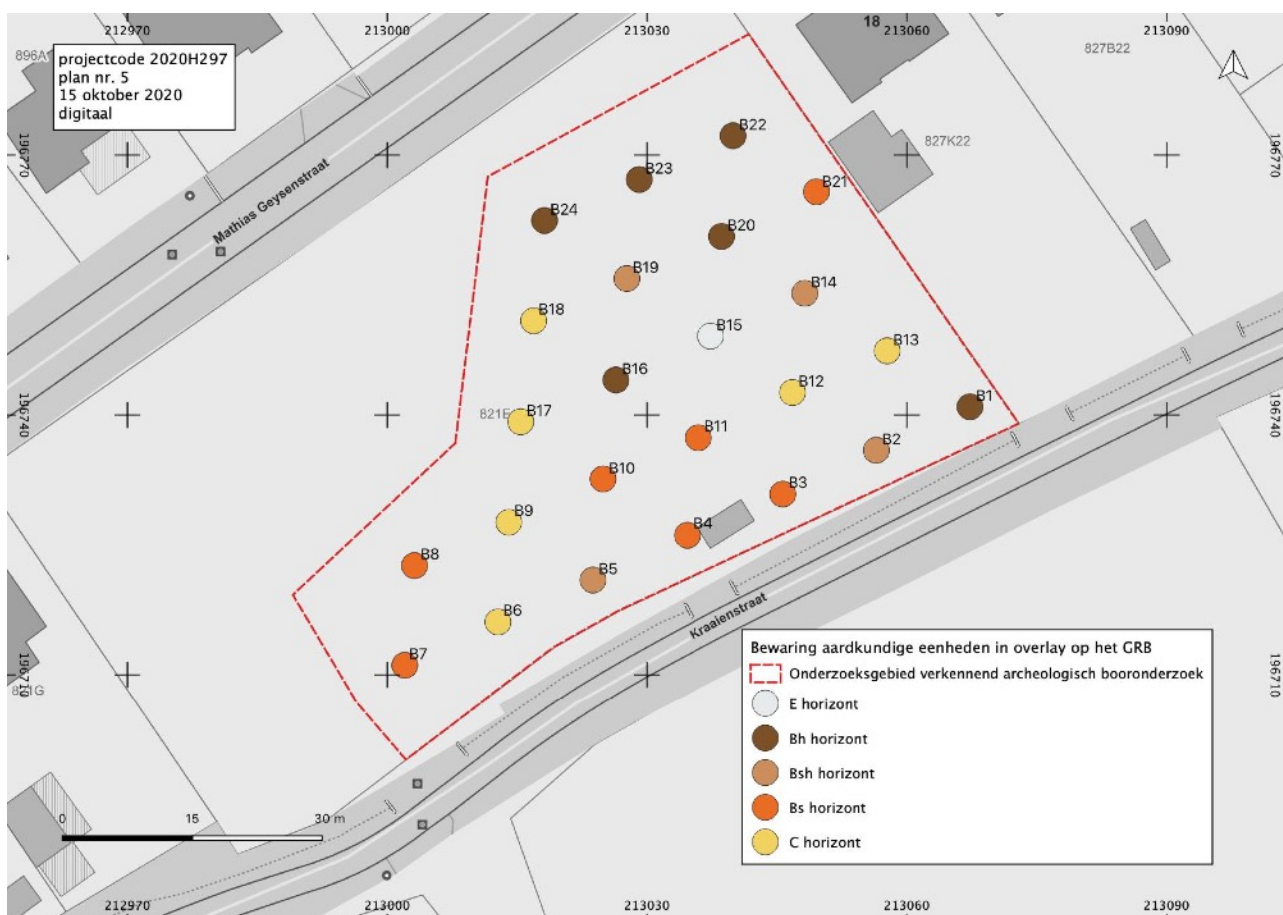 212970
213000
213030
213060
213090
18
896A
827B22
projectcode 2020H297
plan nr. 5
15 oktober 2020
digitaal
196770
196770
827K22
Mathias Geysenstraat
B22
B23
B21
B24
B20
B19
B14
B18
B15
B13
B16
B12
B1
196740
196740
821E
B17
B11
B2
B10
B3
B9
B4
B8
B5
B6
Kraaienstraat
B7
196710
196710
Bewaring aardkundige eenheden in overlay op het GRB
Onderzoeksgebied verkennend archeologisch booronderzoek
E horizont
Bh horizont
Bsh horizont
Bs horizont
C horizont
0
15
30 m
212970
213000
213030
213060
213090